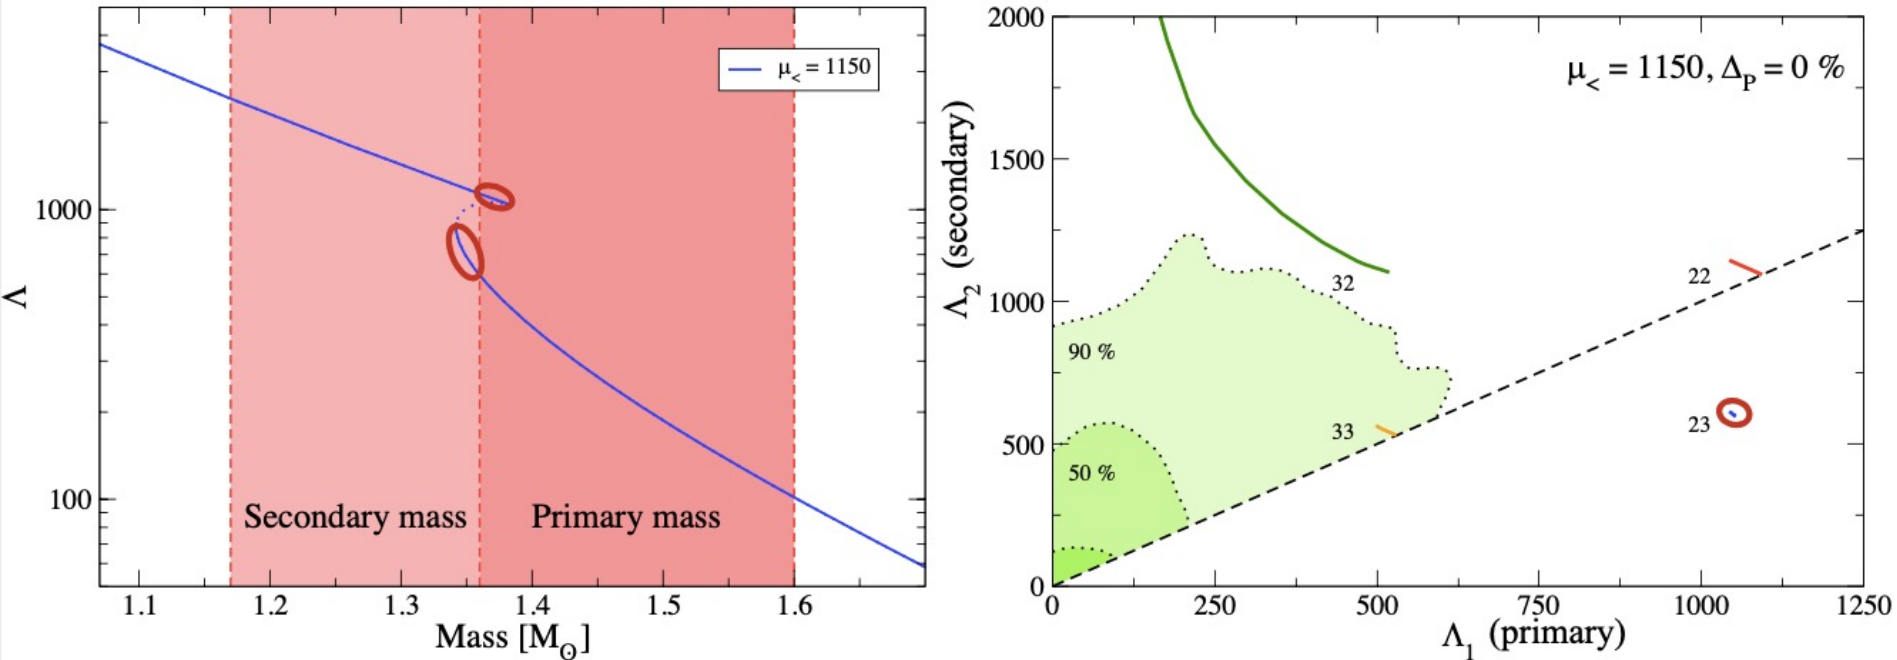 μ< = 1150
1000
100
Λ
Secondary mass
Primary mass
1.1 1.2 1.3 1.4 1.5 1.6
Mass [M⊙]
μ< = 1150, ΔP = 0 %
2000
1500
1000
500
0
Λ2 (secondary)
32
22
90 %
33
23
50 %
0 250 500 750 1000 1250
Λ1 (primary)